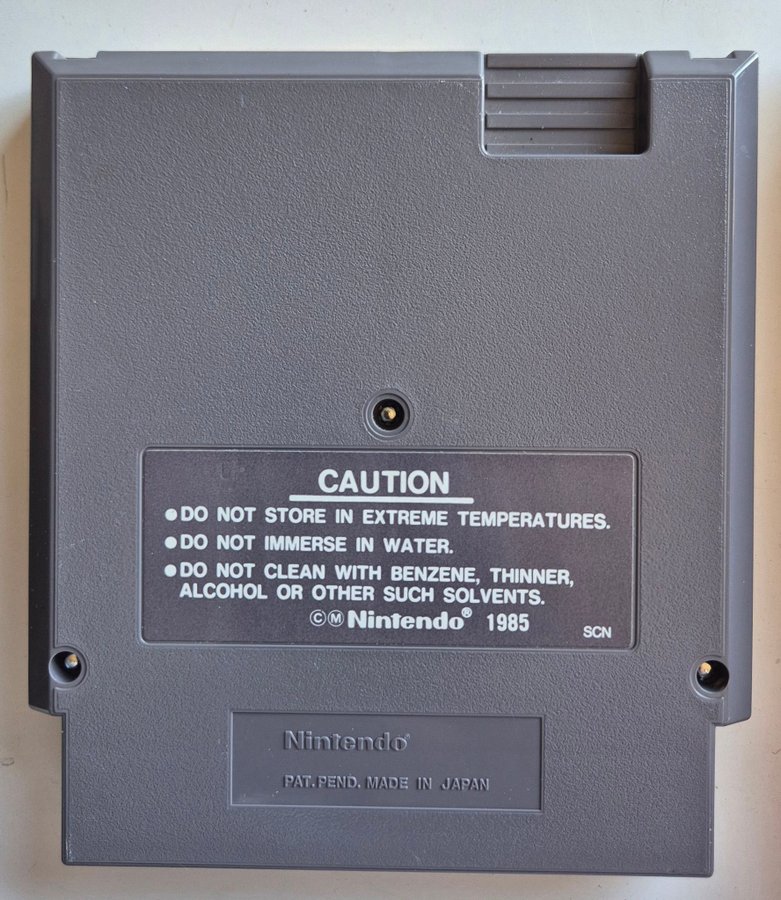 CAUTION
●DO NOT STORE IN EXTREME TEMPERATURES.
●DO NOT IMMERSE IN WATER.
●DO NOT CLEAN WITH BENZENE, THINNER,
ALCOHOL OR OTHER SUCH SOLVENTS.
ⒸⓂNintendo® 1985
SCN
Nintendo®
PAT. PEND. MADE IN JAPAN